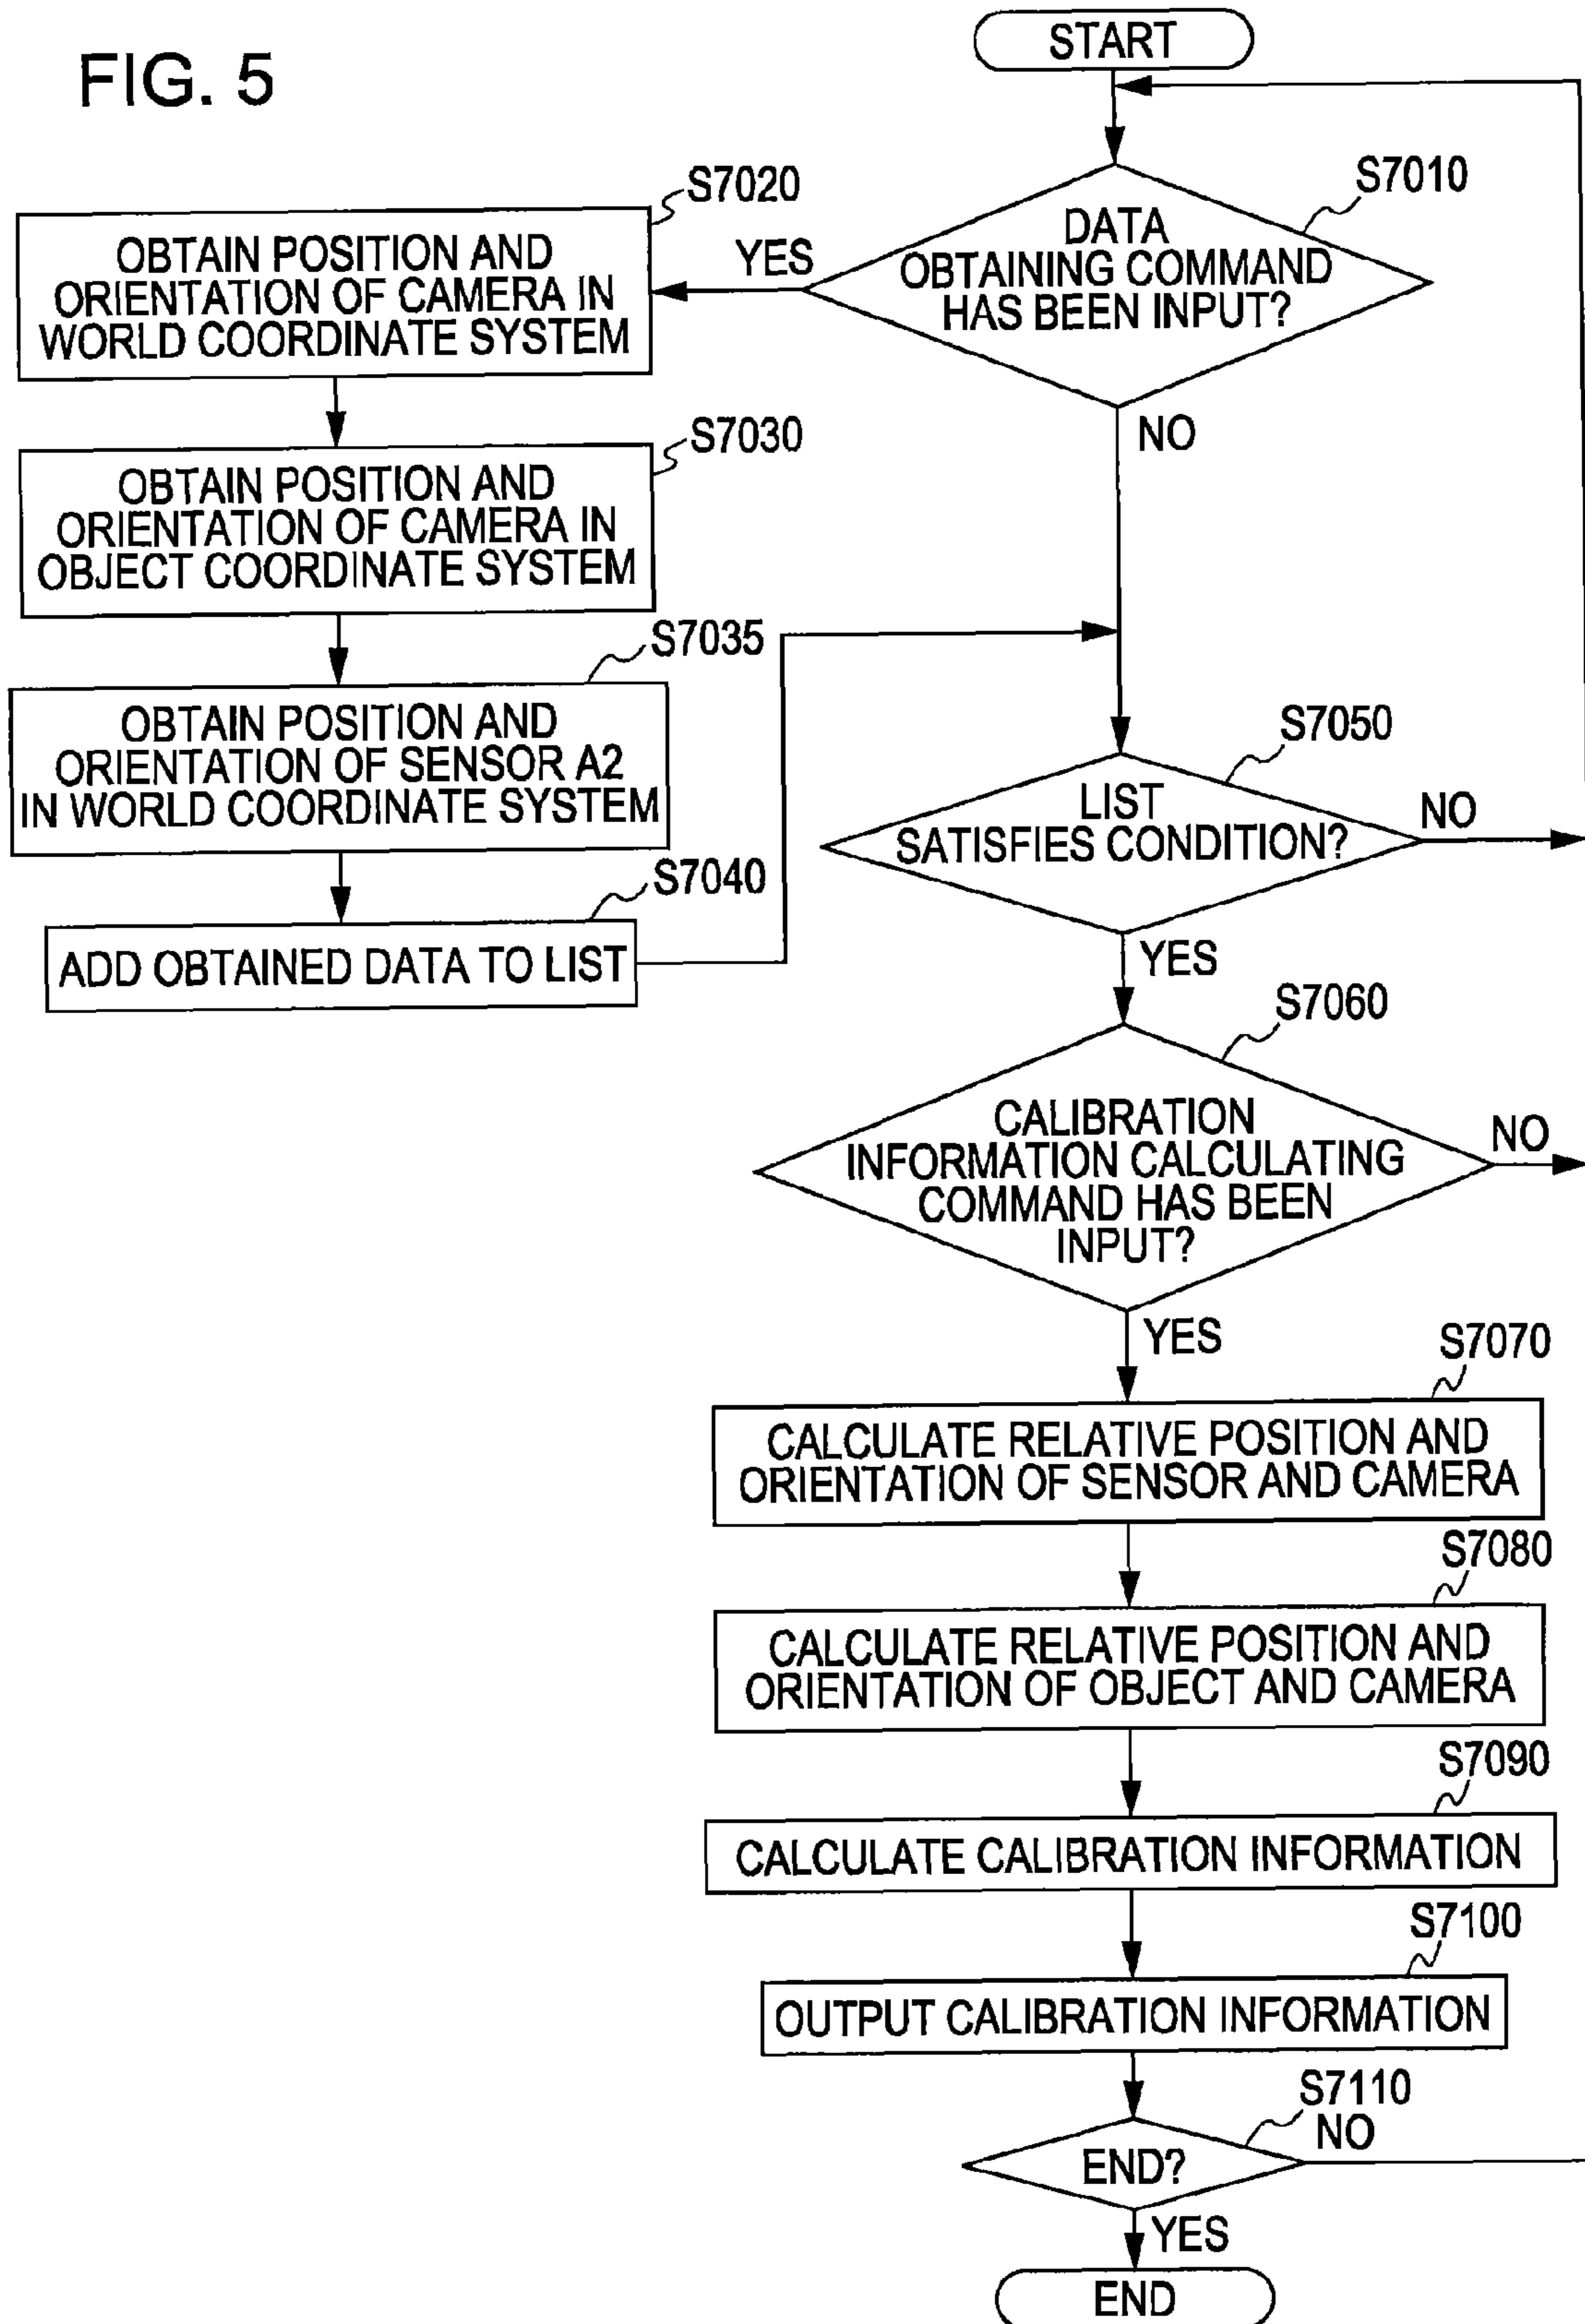 FIG. 5
START
S7010
DATA
OBTAINING COMMAND
HAS BEEN INPUT?
YES
NO
S7020
OBTAIN POSITION AND
ORIENTATION OF CAMERA IN
WORLD COORDINATE SYSTEM
S7030
OBTAIN POSITION AND
ORIENTATION OF CAMERA IN
OBJECT COORDINATE SYSTEM
S7035
OBTAIN POSITION AND
ORIENTATION OF SENSOR A2
IN WORLD COORDINATE SYSTEM
S7040
ADD OBTAINED DATA TO LIST
S7050
LIST
SATISFIES CONDITION?
NO
YES
S7060
CALIBRATION
INFORMATION CALCULATING
COMMAND HAS BEEN
INPUT?
NO
YES
S7070
CALCULATE RELATIVE POSITION AND
ORIENTATION OF SENSOR AND CAMERA
S7080
CALCULATE RELATIVE POSITION AND
ORIENTATION OF OBJECT AND CAMERA
S7090
CALCULATE CALIBRATION INFORMATION
S7100
OUTPUT CALIBRATION INFORMATION
S7110
NO
END?
YES
END